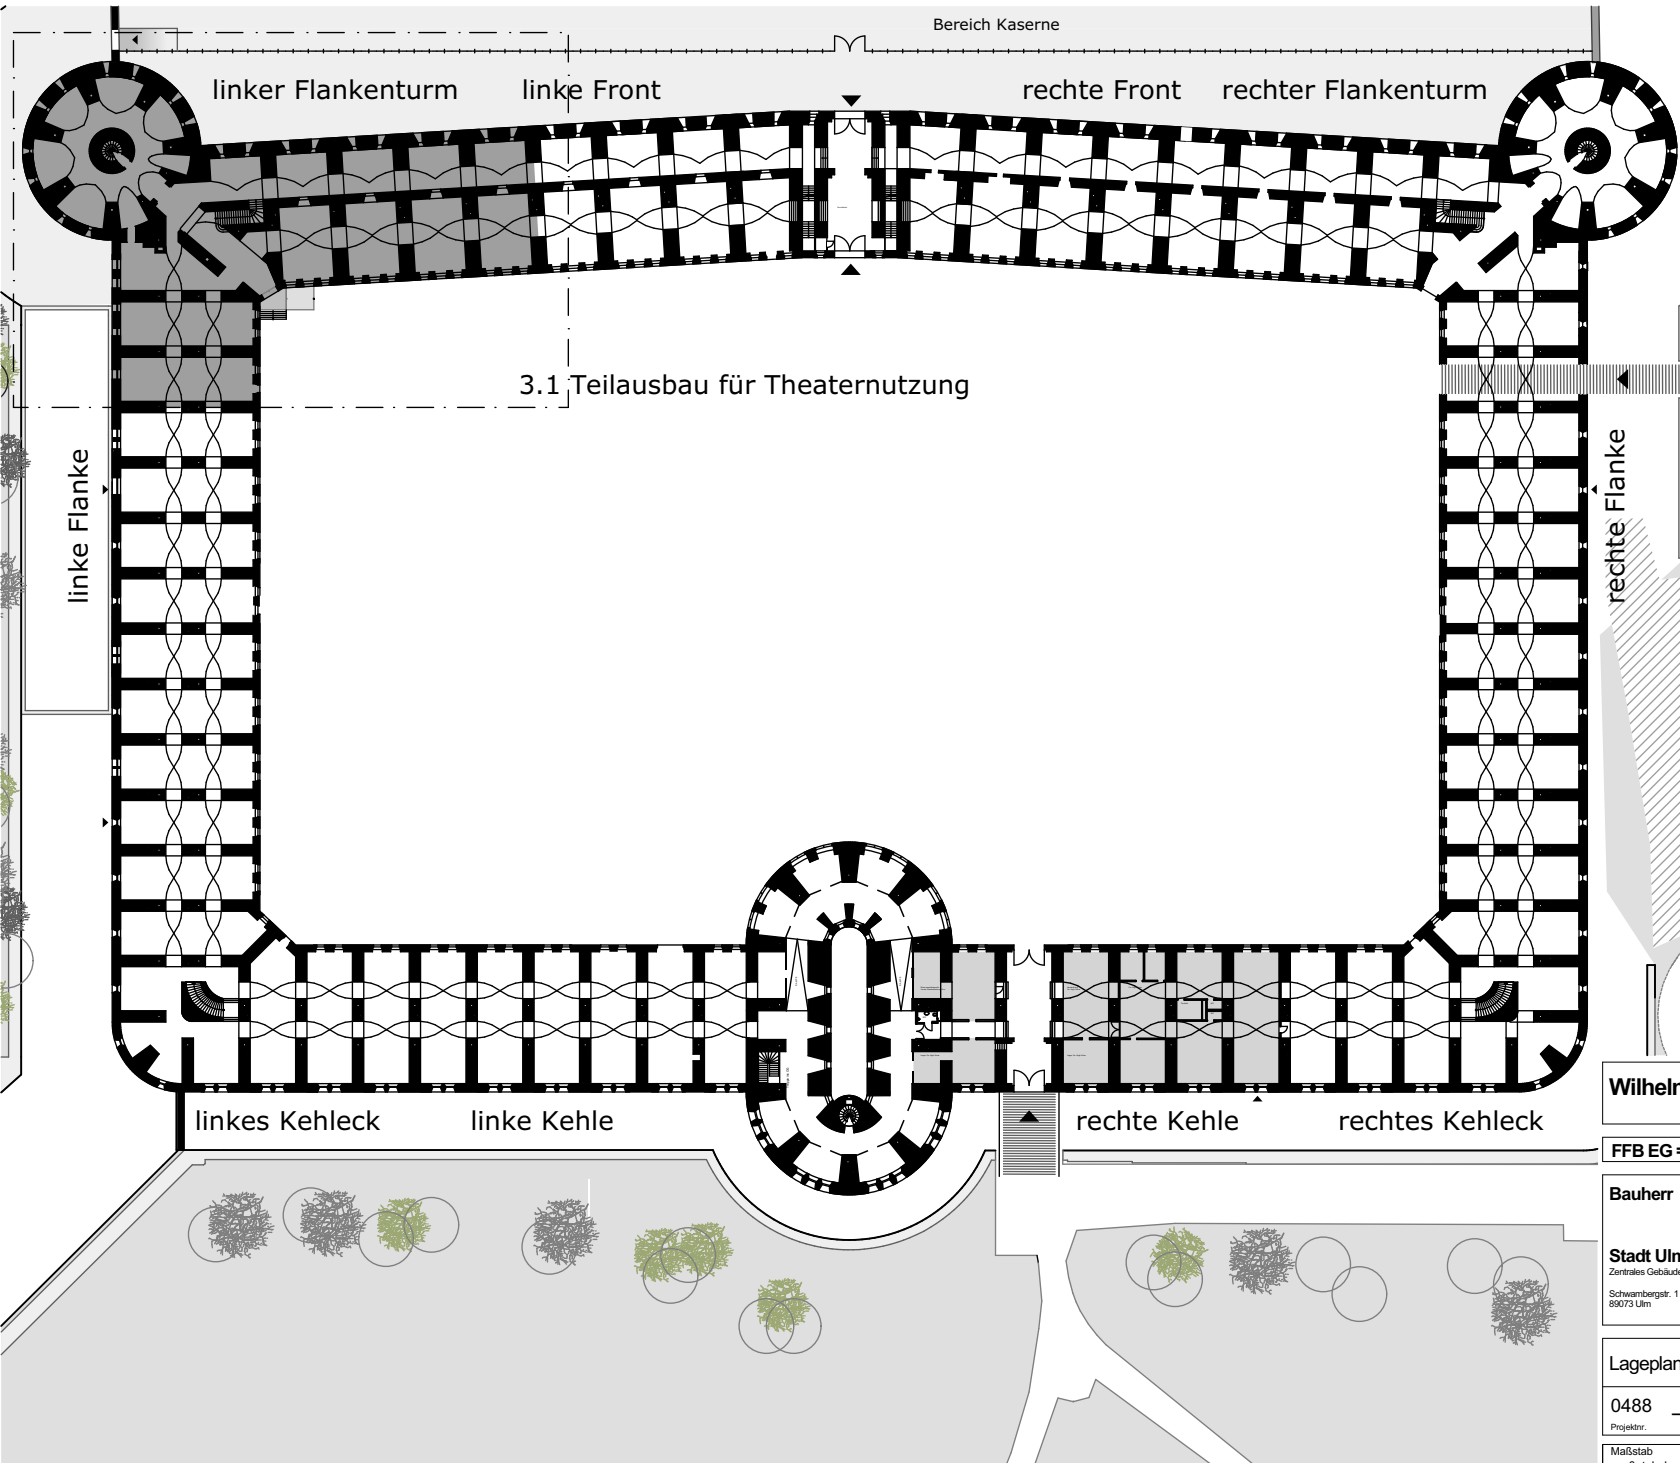 Bereich Kaserne
linker Flankenturm
linke Front
rechte Front
rechter Flankenturm
3.1 Teilausbau für Theaternutzung
linke Flanke
rechte Flanke
linkes Kehleck
linke Kehle
rechte Kehle
rechtes Kehleck
FFB EG =
Bauherr
Stadt Ulm
Schwambergstr. 1
89073 Ulm
Lageplan
0488
Projektnr.
Maßstab